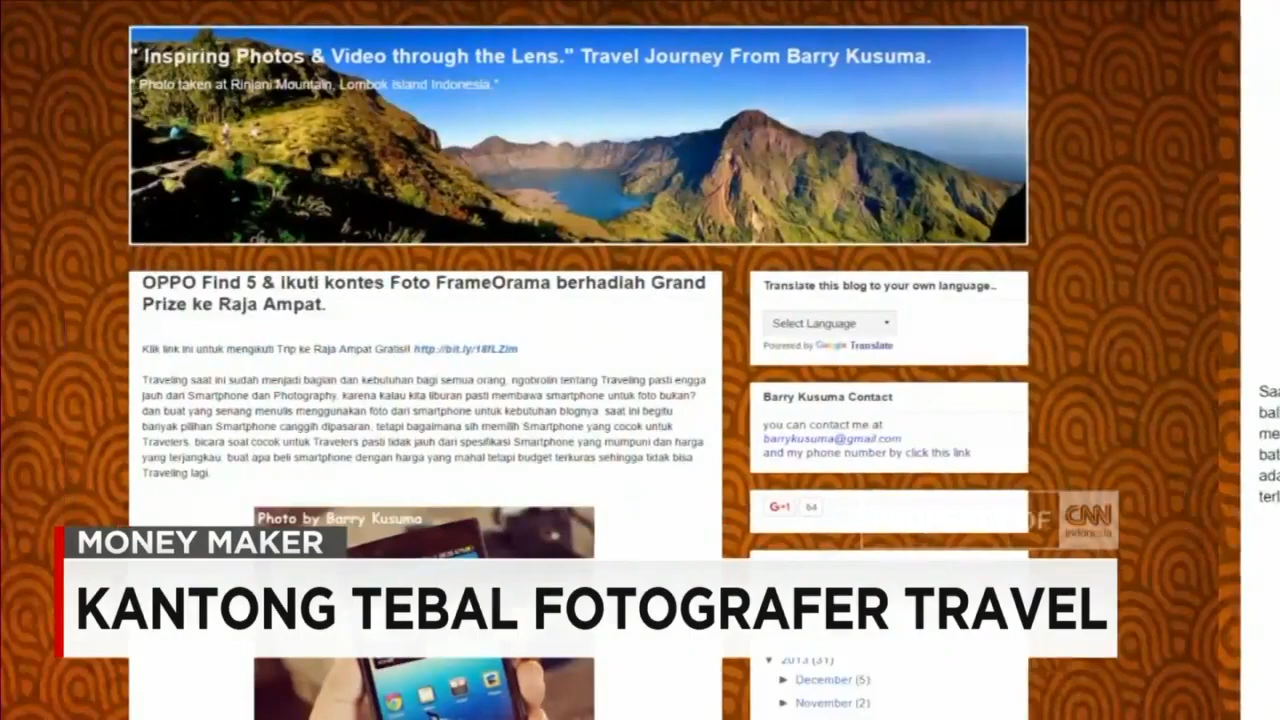 " Inspiring Photos & Video through the Lens." Travel Journey From Barry Kusuma.
" Photo taken at Rinjani Mountain, Lombok Island Indonesia."
OPPO Find 5 & ikuti kontes Foto FrameOrama berhadiah Grand
Prize ke Raja Ampat.
Klik link ini untuk mengikuti Trip ke Raja Ampat Gratis!!
Traveling saat ini sudah menjadi bagian dan kebutuhan bagi semua orang, ngobrolin tentang Traveling pasti engga
jauh dari Smartphone dan Photography, karena kalau kita liburan pasti membawa smartphone untuk foto bukan?
dan buat yang senang menulis menggunakan foto dari smartphone untuk kebutuhan blognya, saat ini begitu
banyak pilihan Smartphone canggih dipasaran, tetapi bagaimana sih memilih Smartphone yang cocok untuk
Travelers, bicara soal cocok untuk Travelers pasti tidak jauh dari spesifikasi Smartphone yang mumpuni dan harga
yang terjangkau, buat apa beli smartphone dengan harga yang mahal tetapi budget terkuras sehingga tidak bisa
Traveling lagi.
Photo by Barry Kusuma
Translate this blog to your own language..
Select Language
Powered by Google Translate
Barry Kusuma Contact
you can contact me at
barrykusuma@gmail.com
and my phone number by click this link
G+1 64
OF
CNN
Indonesia
MONEY MAKER
KANTONG TEBAL FOTOGRAFER TRAVEL
▼ 2013 (31)
► December (5)
► November (2)